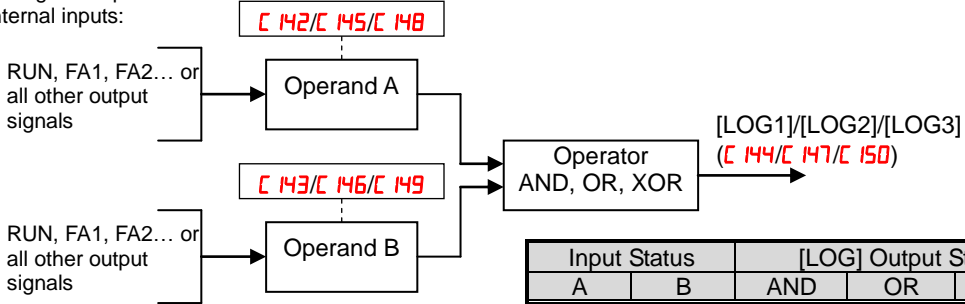 nternal inputs:
C 142/C 145/C 148
RUN, FA1, FA2… or
all other output
signals
Operand A
[LOG1]/[LOG2]/[LOG3]
(C 144/C 147/C 150)
Operator
AND, OR, XOR
C 143/C 146/C 149
RUN, FA1, FA2… or
all other output
signals
Operand B
Input Status [LOG] Output S
A B AND OR